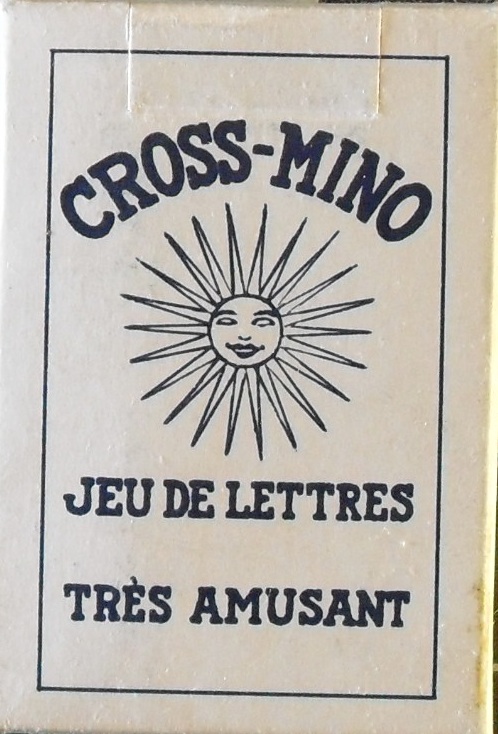 CROSS-MINO
JEU DE LETTRES
TRÈS AMUSANT